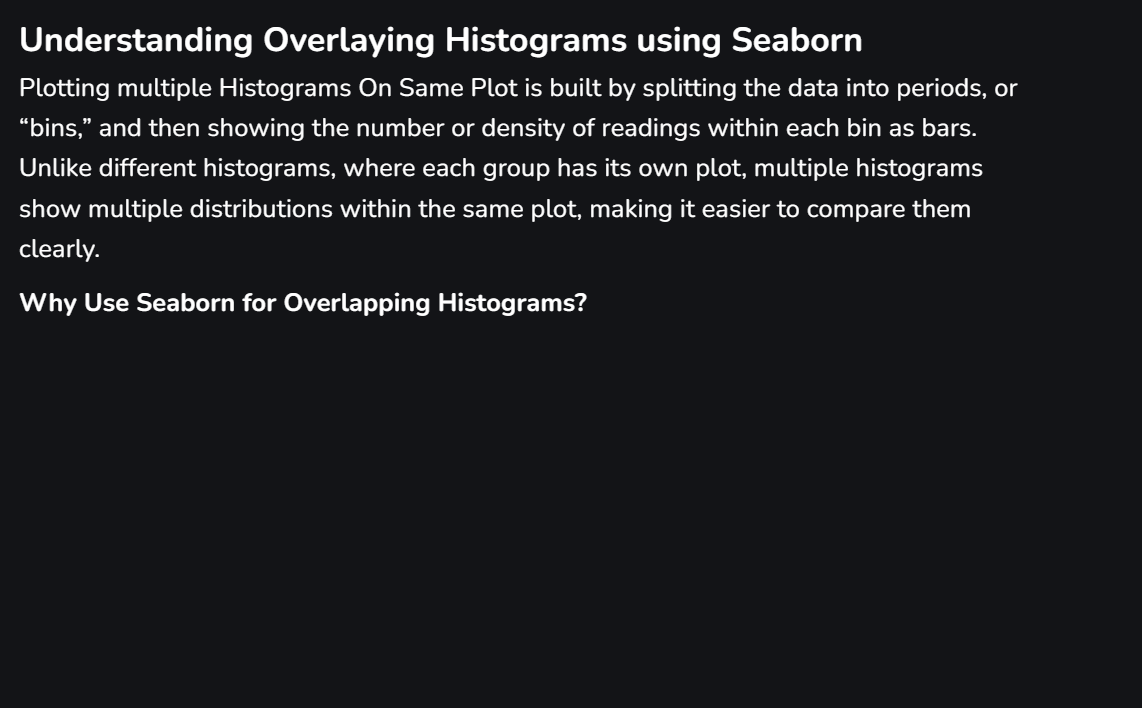 Understanding Overlaying Histograms using Seaborn
Plotting multiple Histograms On Same Plot is built by splitting the data into periods, or
“bins,” and then showing the number or density of readings within each bin as bars.
Unlike different histograms, where each group has its own plot, multiple histograms
show multiple distributions within the same plot, making it easier to compare them
clearly.
Why Use Seaborn for Overlapping Histograms?